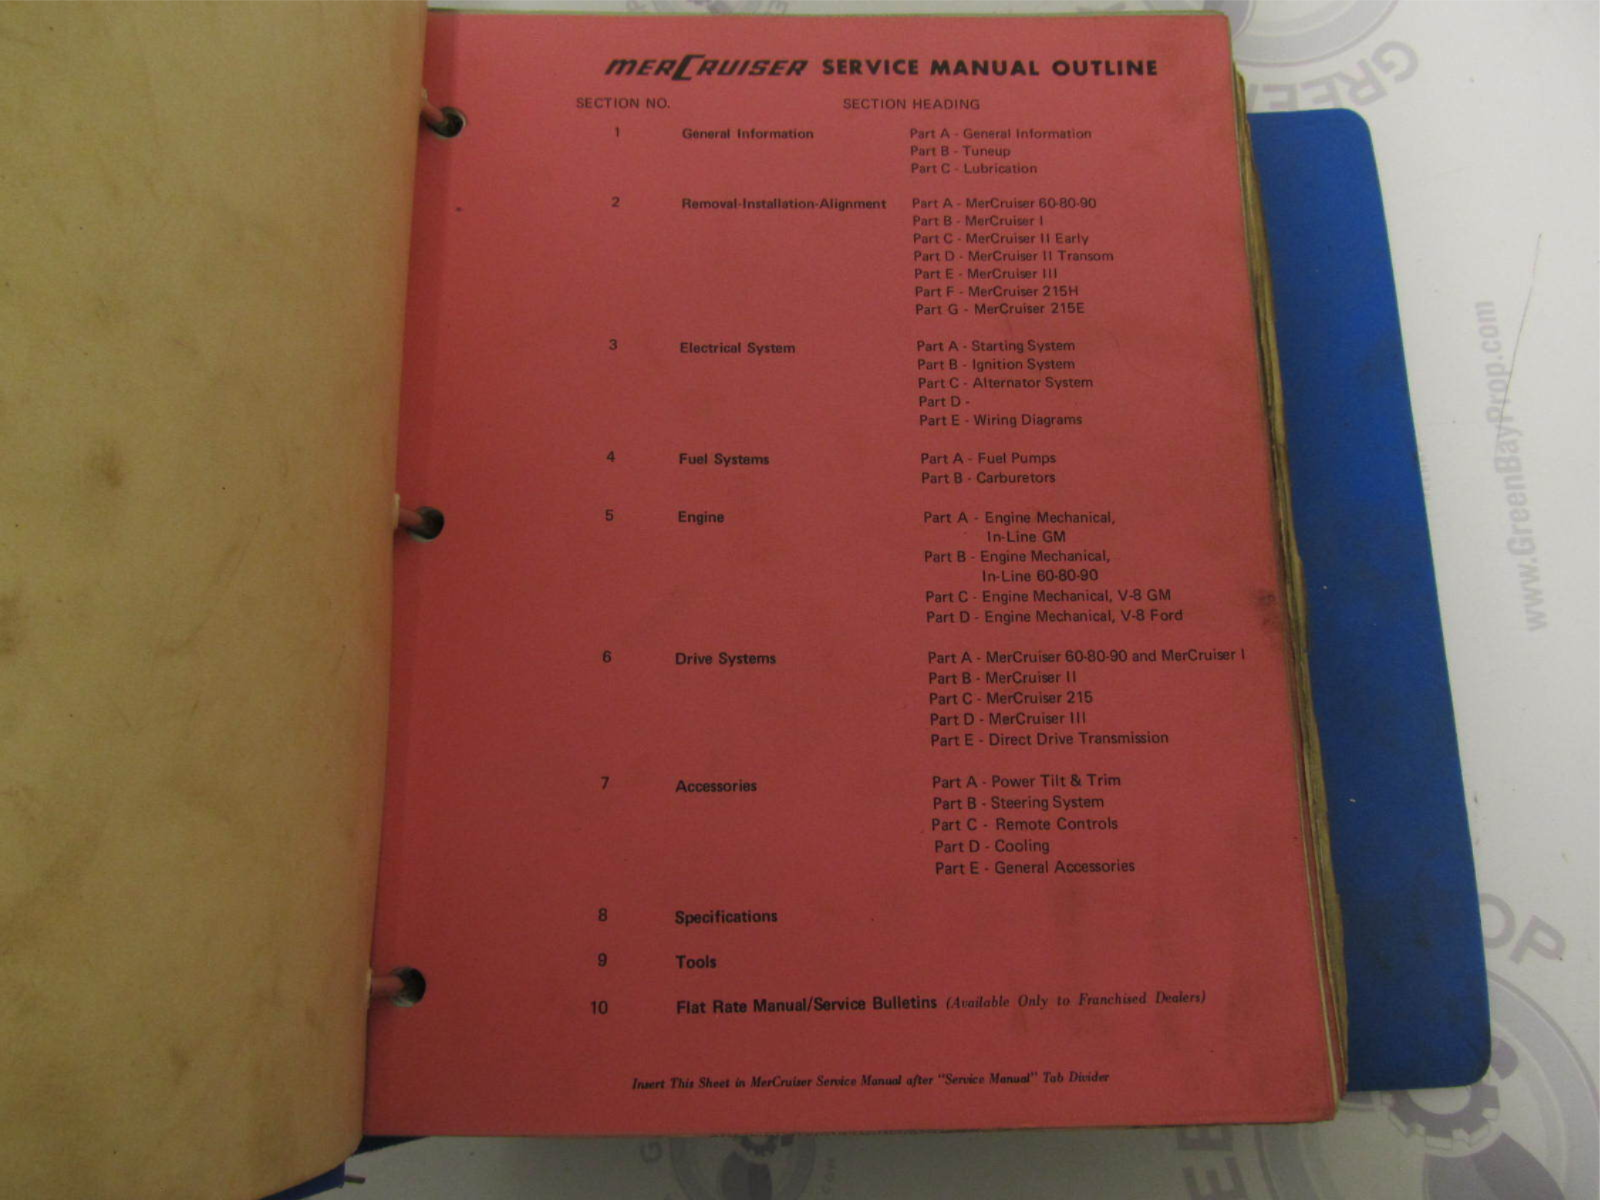 MERCRUISER SERVICE MANUAL OUTLINE
SECTION NO. SECTION HEADING
1 General Information Part A - General Information
Part B - Tuneup
Part C - Lubrication
2 Removal-Installation-Alignment Part A - MerCruiser 60-80-90
Part B - MerCruiser I
Part C - MerCruiser II Early
Part D - MerCruiser II Transom
Part E - MerCruiser III
Part F - MerCruiser 215H
Part G - MerCruiser 215E
3 Electrical System Part A - Starting System
Part B - Ignition System
Part C - Alternator System
Part D -
Part E - Wiring Diagrams
4 Fuel Systems Part A - Fuel Pumps
Part B - Carburetors
5 Engine Part A - Engine Mechanical,
In-Line GM
Part B - Engine Mechanical,
In-Line 60-80-90
Part C - Engine Mechanical, V-8 GM
Part D - Engine Mechanical, V-8 Ford
6 Drive Systems Part A - MerCruiser 60-80-90 and MerCruiser I
Part B - MerCruiser II
Part C - MerCruiser 215
Part D - MerCruiser III
Part E - Direct Drive Transmission
7 Accessories Part A - Power Tilt & Trim
Part B - Steering System
Part C - Remote Controls
Part D - Cooling
Part E - General Accessories
8 Specifications
9 Tools
10 Flat Rate Manual/Service Bulletins (Available Only to Franchised Dealers)
Insert This Sheet in MerCruiser Service Manual after "Service Manual" Tab Divider
www.GreenBayProp.com